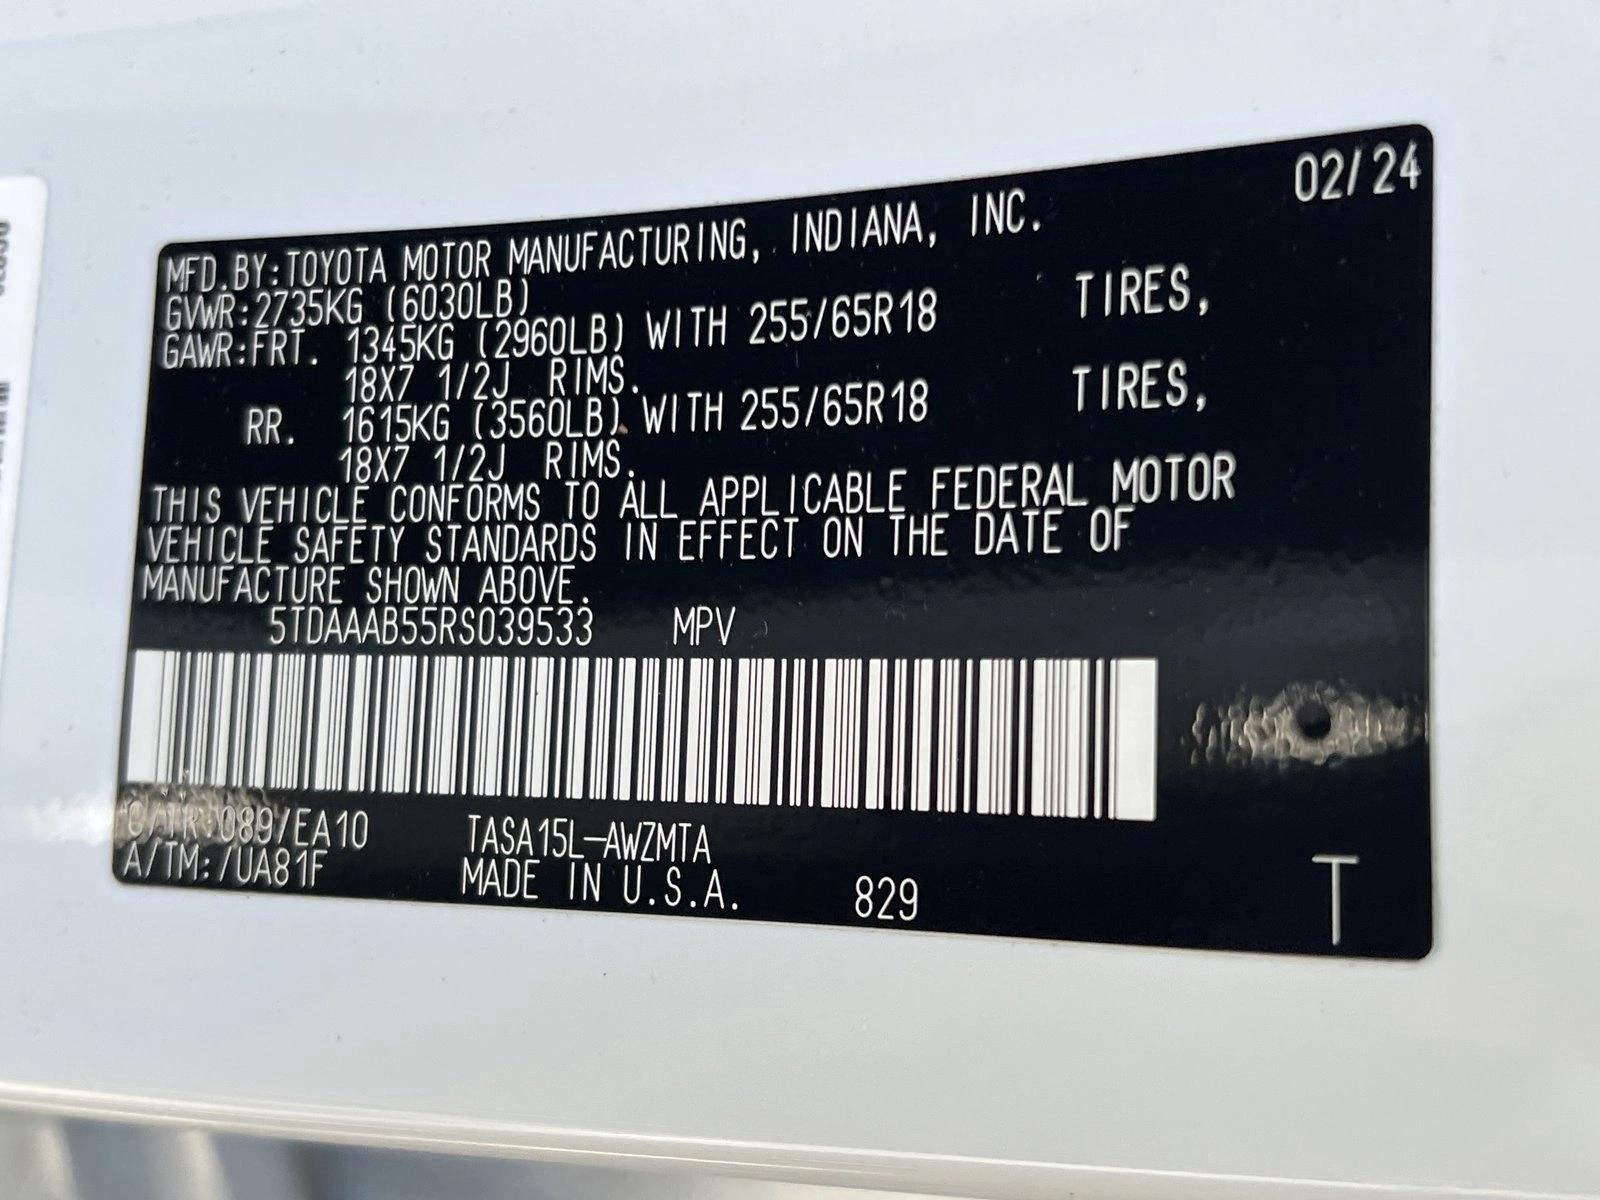 02/24
MFD.BY:TOYOTA MOTOR MANUFACTURING, INDIANA, INC.
GVWR:2735KG (6030LB)
GAWR:FRT. 1345KG (2960LB) WITH 255/65R18 TIRES,
18X7 1/2J RIMS.
RR. 1615KG (3560LB) WITH 255/65R18 TIRES,
18X7 1/2J RIMS.
THIS VEHICLE CONFORMS TO ALL APPLICABLE FEDERAL MOTOR
VEHICLE SAFETY STANDARDS IN EFFECT ON THE DATE OF
MANUFACTURE SHOWN ABOVE.
5TDAAAB55RS039533 MPV
C/TR:089/EA10 TASA15L-AWZMTA
A/TM:/UA81F MADE IN U.S.A. 829
T